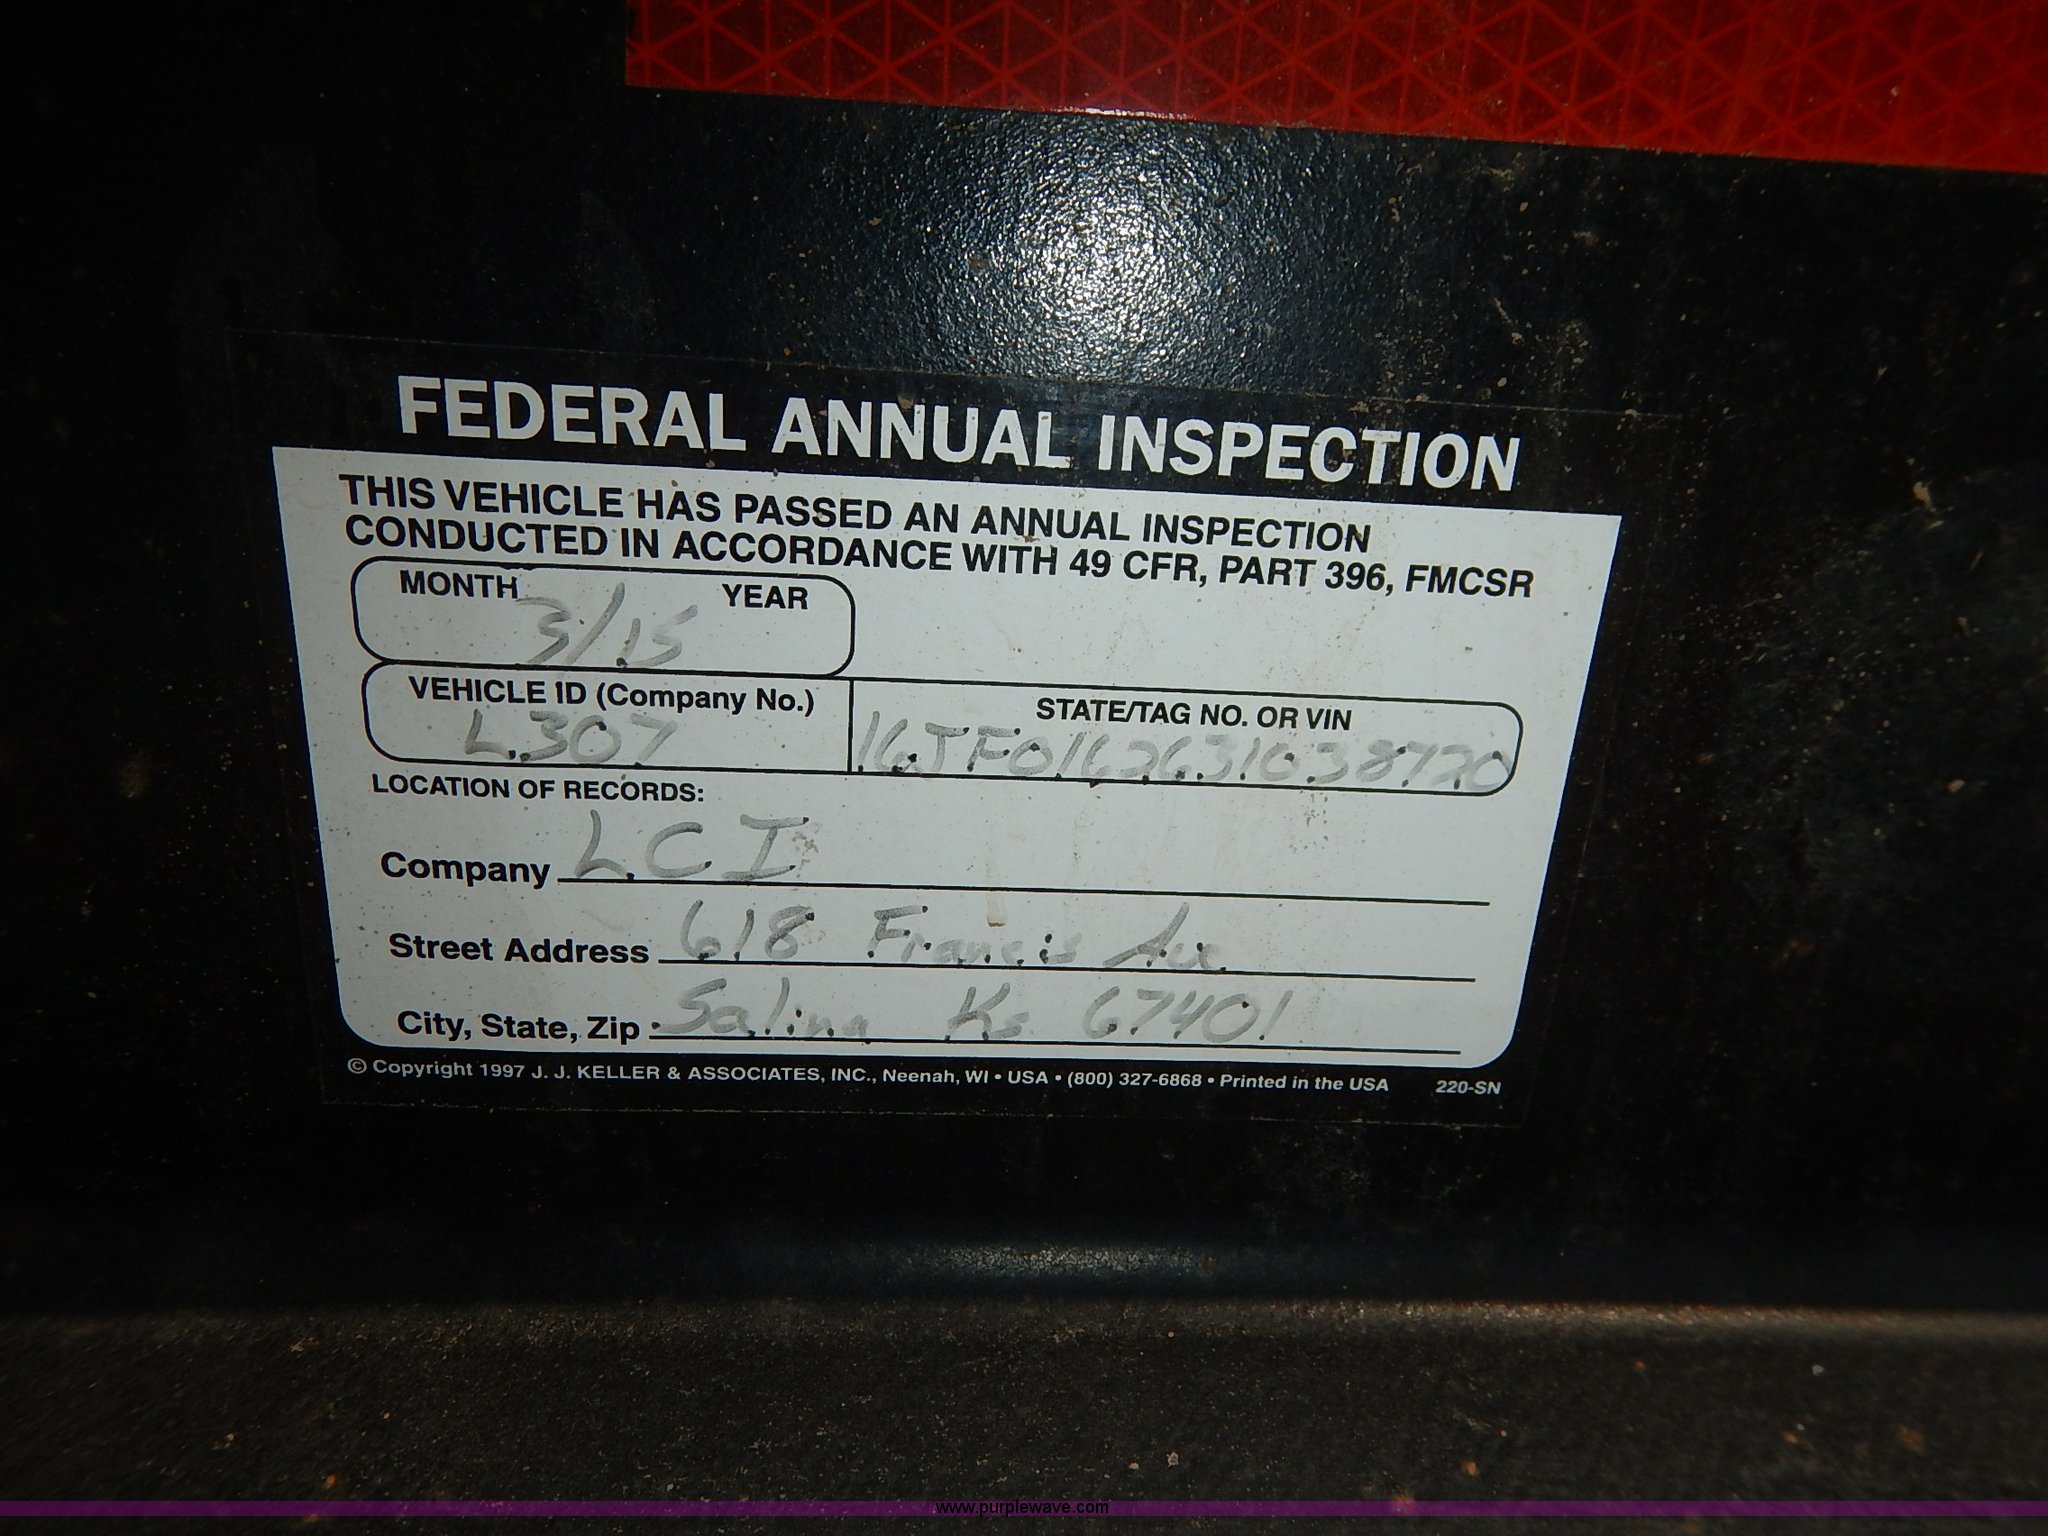 FEDERAL ANNUAL INSPECTION
THIS VEHICLE HAS PASSED AN ANNUAL INSPECTION
CONDUCTED IN ACCORDANCE WITH 49 CFR, PART 396, FMCSR
MONTH YEAR
3/15
VEHICLE ID (Company No.)
L307
STATE/TAG NO. OR VIN
LOCATION OF RECORDS:
Company LCI
Street Address 618 Francis Ave
City, State, Zip Salina Ks 67401
© Copyright 1997 J. J. KELLER & ASSOCIATES, INC., Neenah, WI • USA • (800) 327-6868 • Printed in the USA 220-SN
www.purplewave.com